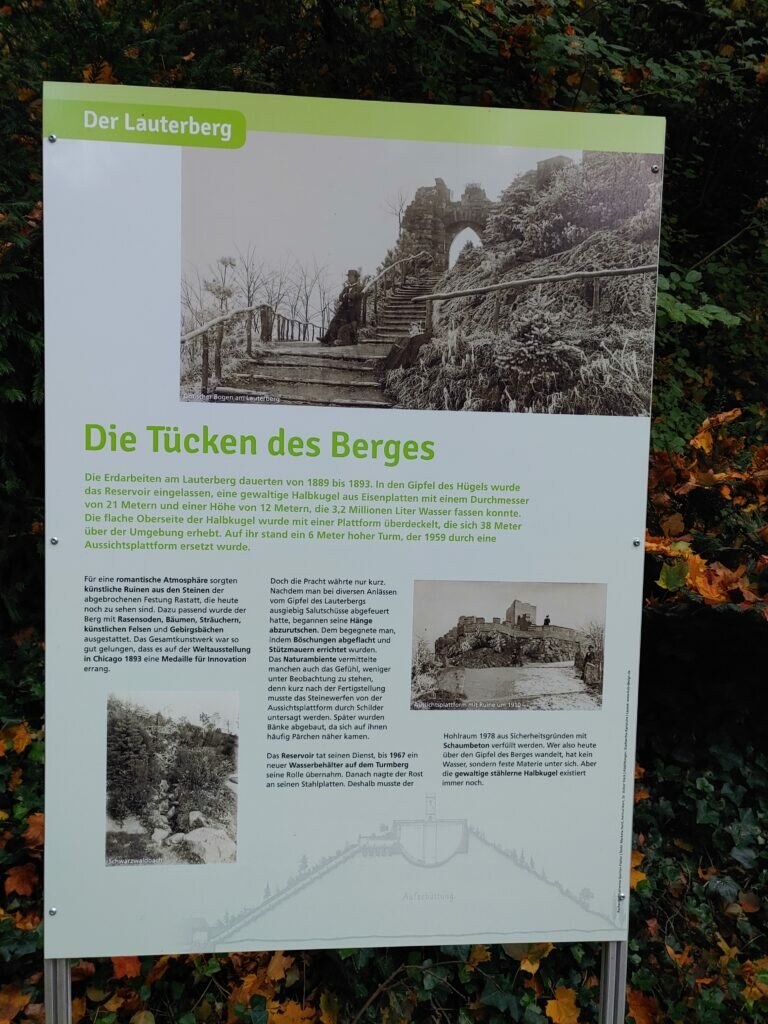 Der Lauterberg
Gotischer Bogen am Lauterberg
Die Tücken des Berges
Die Erdarbeiten am Lauterberg dauerten von 1889 bis 1893. In den Gipfel des Hügels wurde
das Reservoir eingelassen, eine gewaltige Halbkugel aus Eisenplatten mit einem Durchmesser
von 21 Metern und einer Höhe von 12 Metern, die 3,2 Millionen Liter Wasser fassen konnte.
Die flache Oberseite der Halbkugel wurde mit einer Plattform überdeckelt, die sich 38 Meter
über der Umgebung erhebt. Auf ihr stand ein 6 Meter hoher Turm, der 1959 durch eine
Aussichtsplattform ersetzt wurde.
Für eine romantische Atmosphäre sorgten
künstliche Ruinen aus den Steinen der
abgebrochenen Festung Rastatt, die heute
noch zu sehen sind. Dazu passend wurde der
Berg mit Rasensoden, Bäumen, Sträuchern,
künstlichen Felsen und Gebirgsbächen
ausgestattet. Das Gesamtkunstwerk war so
gut gelungen, dass es auf der Weltausstellung
in Chicago 1893 eine Medaille für Innovation
errang.
Schwarzwaldbach
Doch die Pracht währte nur kurz.
Nachdem man bei diversen Anlässen
vom Gipfel des Lauterbergs
ausgiebig Salutschüsse abgefeuert
hatte, begannen seine Hänge
abzurutschen. Dem begegnete man,
indem Böschungen abgeflacht und
Stützmauern errichtet wurden.
Das Naturambiente vermittelte
manchen auch das Gefühl, weniger
unter Beobachtung zu stehen,
denn kurz nach der Fertigstellung
musste das Steinewerfen von der
Aussichtsplattform durch Schilder
untersagt werden. Später wurden
Bänke abgebaut, da sich auf ihnen
häufig Pärchen näher kamen.
Das Reservoir tat seinen Dienst, bis 1967 ein
neuer Wasserbehälter auf dem Turmberg
seine Rolle übernahm. Danach nagte der Rost
an seinen Stahlplatten. Deshalb musste der
Aussichtsplattform mit Ruine um 1910
Hohlraum 1978 aus Sicherheitsgründen mit
Schaumbeton verfüllt werden. Wer also heute
über den Gipfel des Berges wandelt, hat kein
Wasser, sondern feste Materie unter sich. Aber
die gewaltige stählerne Halbkugel existiert
immer noch.
Aufschüttung